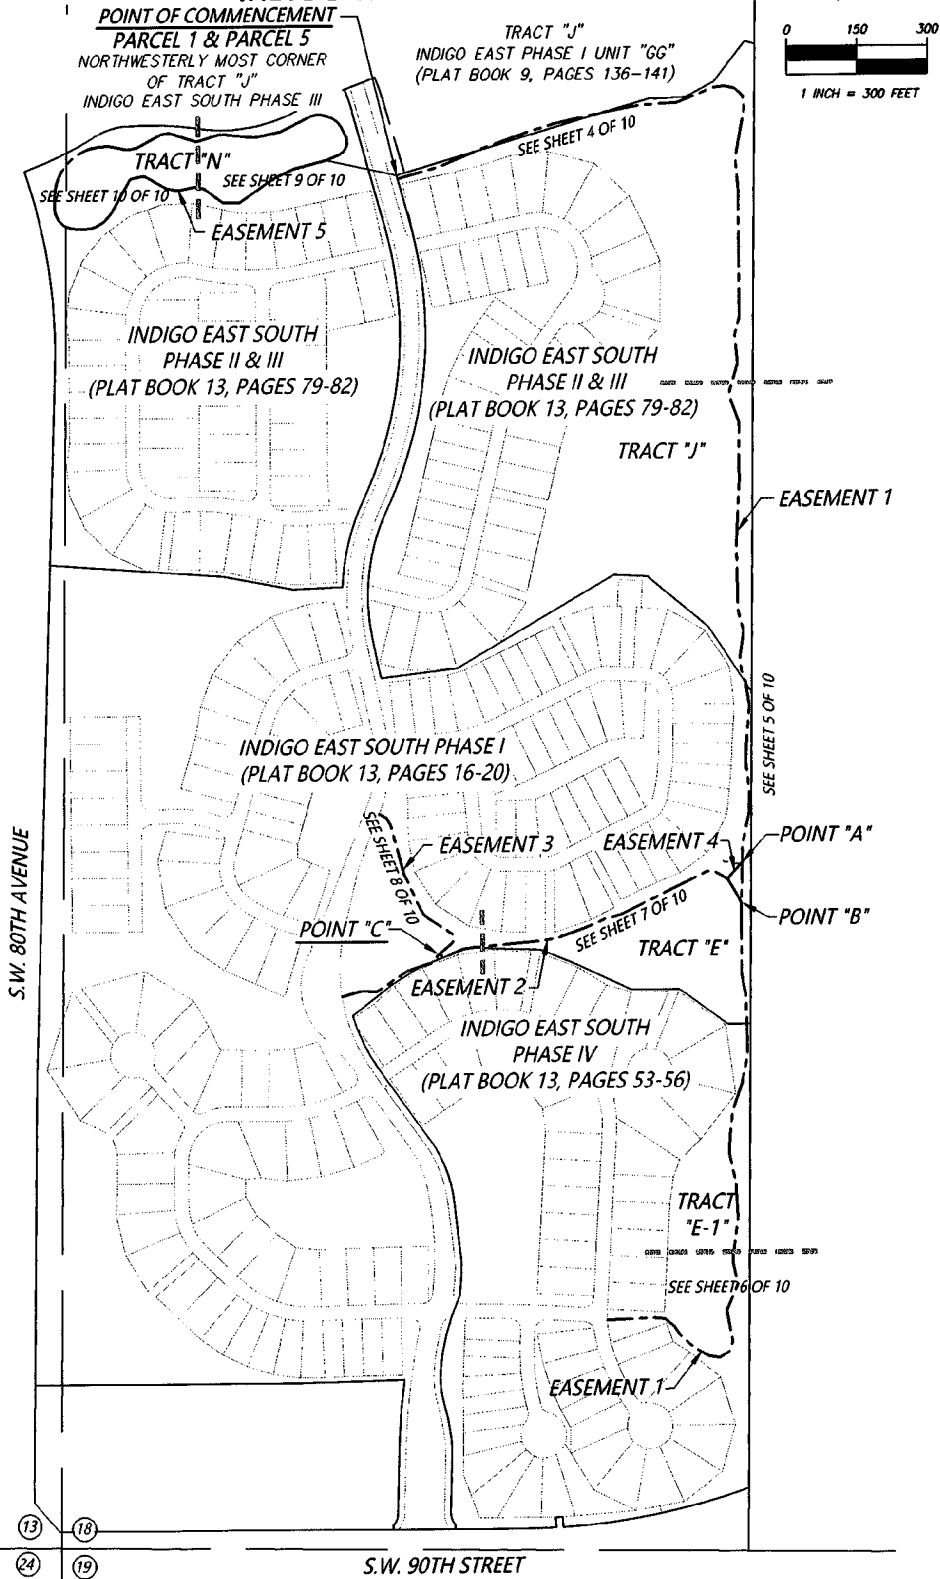 POINT OF COMMENCEMENT
PARCEL 1 & PARCEL 5
NORTHWESTERLY MOST CORNER
OF TRACT "J"
INDIGO EAST SOUTH PHASE III
TRACT "J"
INDIGO EAST PHASE I UNIT "GG"
(PLAT BOOK 9, PAGES 136-141)
0 150 300
1 INCH = 300 FEET
SEE SHEET 4 OF 10
TRACT "N"
SEE SHEET 9 OF 10
SEE SHEET 10 OF 10
EASEMENT 5
INDIGO EAST SOUTH
PHASE II & III
(PLAT BOOK 13, PAGES 79-82)
INDIGO EAST SOUTH
PHASE II & III
(PLAT BOOK 13, PAGES 79-82)
TRACT "J"
EASEMENT 1
SEE SHEET 5 OF 10
INDIGO EAST SOUTH PHASE I
(PLAT BOOK 13, PAGES 16-20)
S.W. 80TH AVENUE
SEE SHEET 8 OF 10
EASEMENT 3
EASEMENT 4
POINT "A"
POINT "B"
POINT "C"
SEE SHEET 7 OF 10
TRACT "E"
EASEMENT 2
INDIGO EAST SOUTH
PHASE IV
(PLAT BOOK 13, PAGES 53-56)
TRACT
"E-1"
SEE SHEET 6 OF 10
EASEMENT 1
13 18
24 19
S.W. 90TH STREET